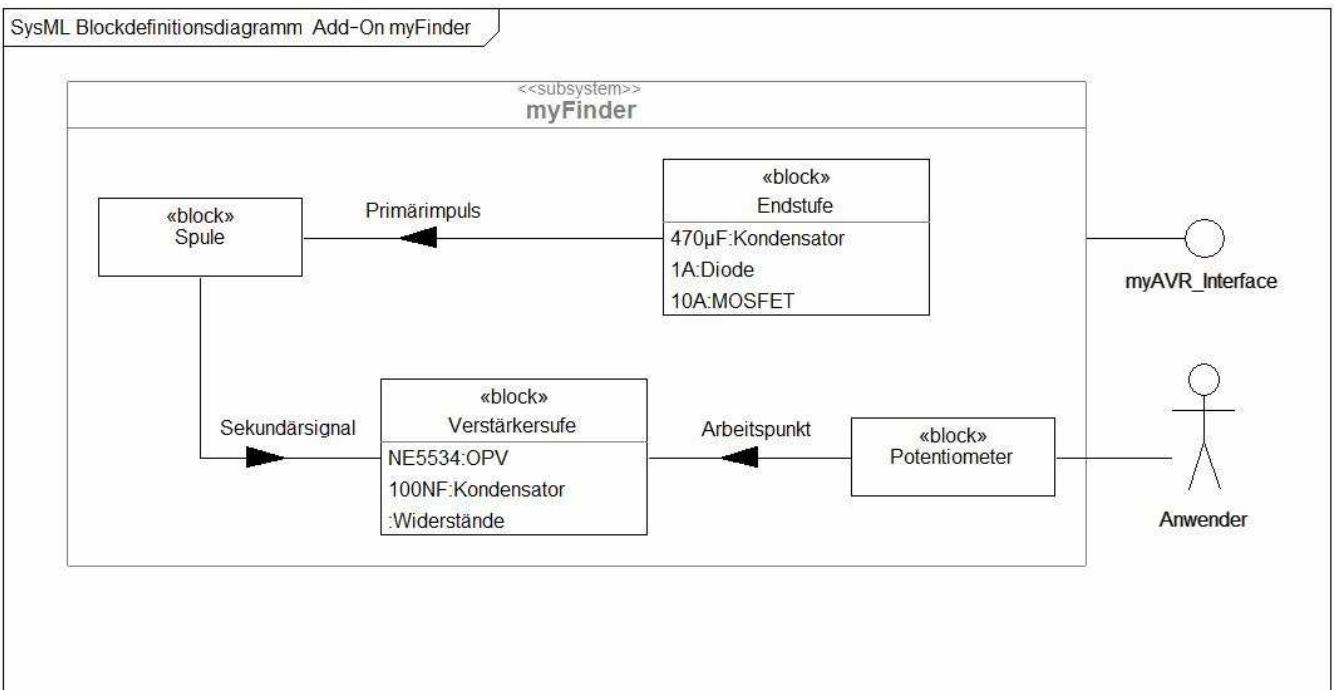 SysML Blockdefinitionsdiagramm Add-On myFinder
<<subsystem>>
myFinder
«block»
Spule
Primärimpuls
«block»
Endstufe
470µF:Kondensator
1A:Diode
10A:MOSFET
myAVR_Interface
Sekundärsignal
«block»
Verstärkersufe
NE5534:OPV
100NF:Kondensator
:Widerstände
Arbeitspunkt
«block»
Potentiometer
Anwender